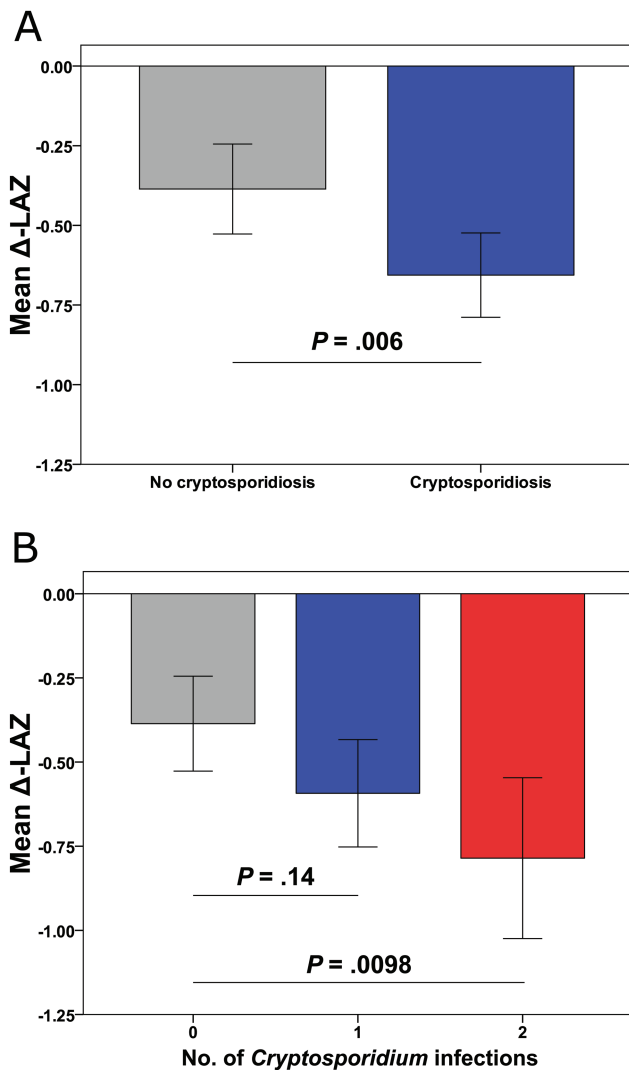 A
0.00
-0.25
-0.50
-0.75
-1.00
-1.25
Mean Δ-LAZ
P = .006
No cryptosporidiosis Cryptosporidiosis
B
0.00
-0.25
-0.50
-0.75
-1.00
-1.25
Mean Δ-LAZ
P = .14
P = .0098
0 1 2
No. of Cryptosporidium infections